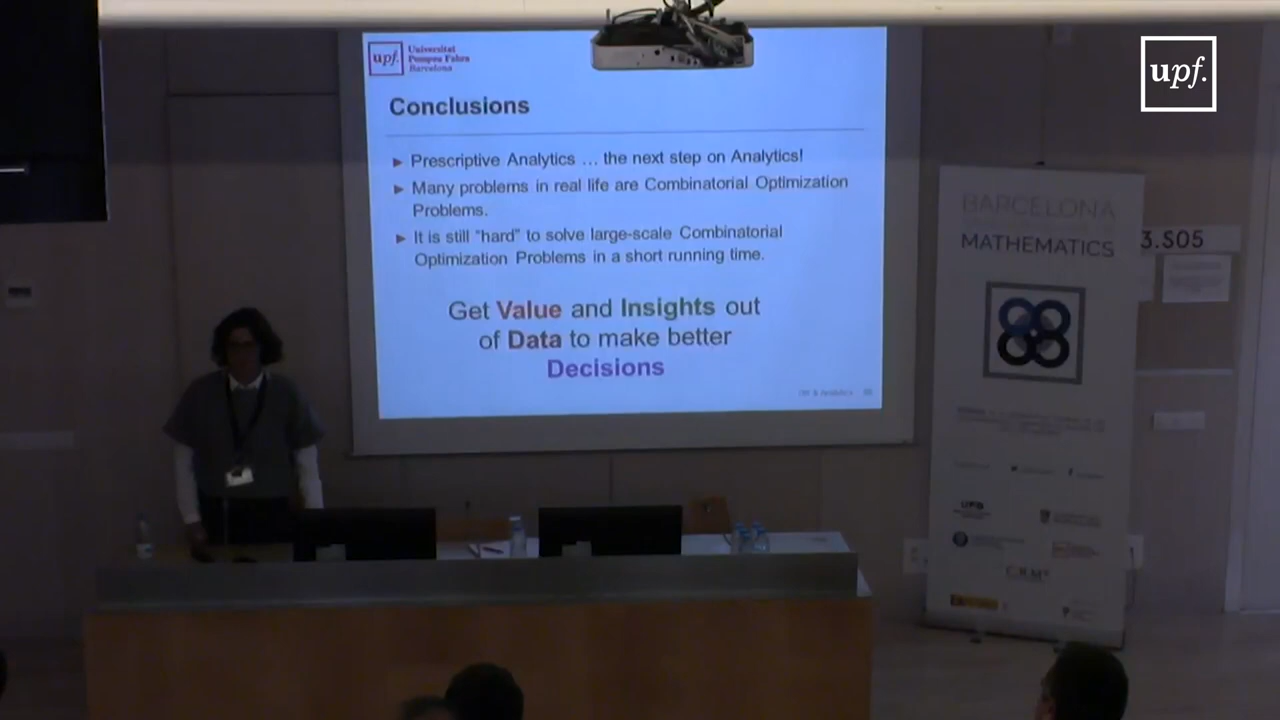 upf.
Universitat
Pompeu Fabra
Barcelona
upf.
Conclusions
► Prescriptive Analytics ... the next step on Analytics!
► Many problems in real life are Combinatorial Optimization
Problems.
► It is still "hard" to solve large-scale Combinatorial
Optimization Problems in a short running time.
Get Value and Insights out
of Data to make better
Decisions
BARCELONA
MATHEMATICS
3.S05